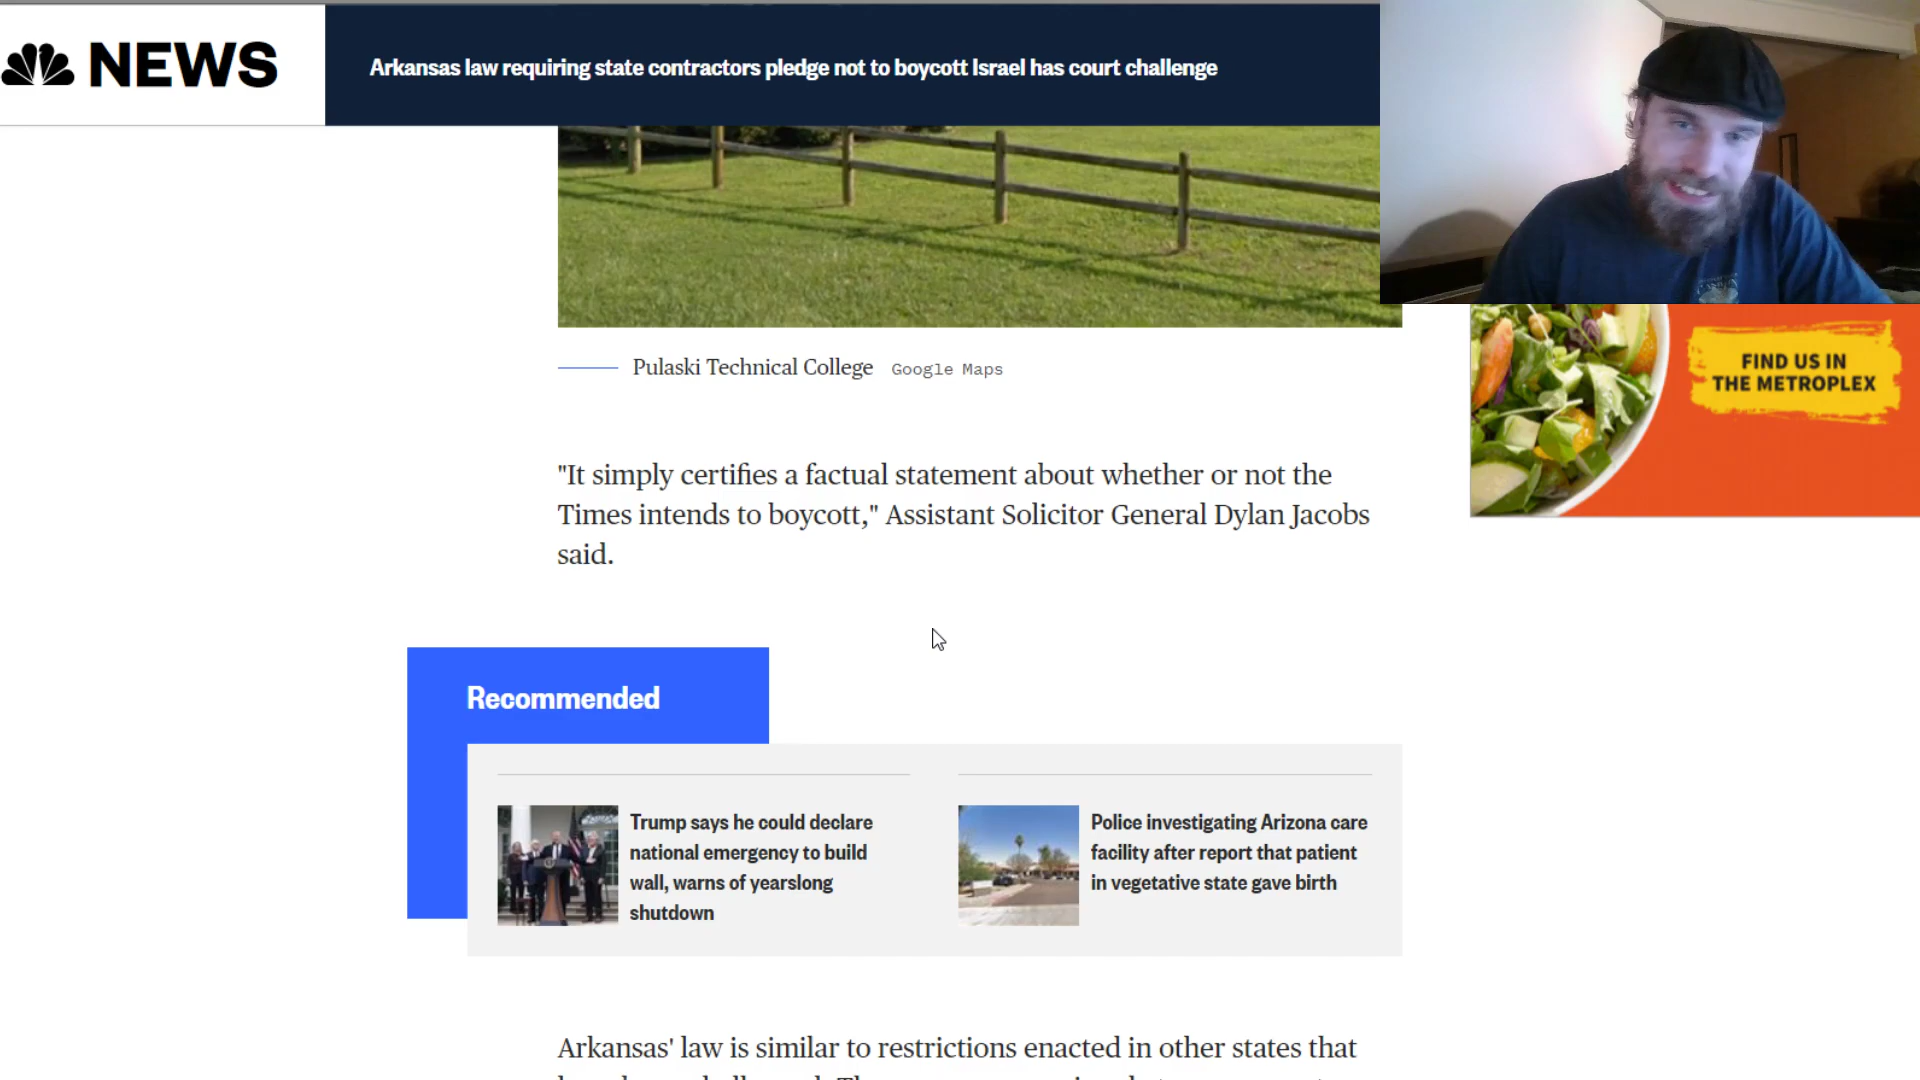 NEWS
Arkansas law requiring state contractors pledge not to boycott Israel has court challenge
FIND US IN
THE METROPLEX
Pulaski Technical College Google Maps
"It simply certifies a factual statement about whether or not the
Times intends to boycott," Assistant Solicitor General Dylan Jacobs
said.
Recommended
Trump says he could declare
national emergency to build
wall, warns of yearslong
shutdown
Police investigating Arizona care
facility after report that patient
in vegetative state gave birth
Arkansas' law is similar to restrictions enacted in other states that